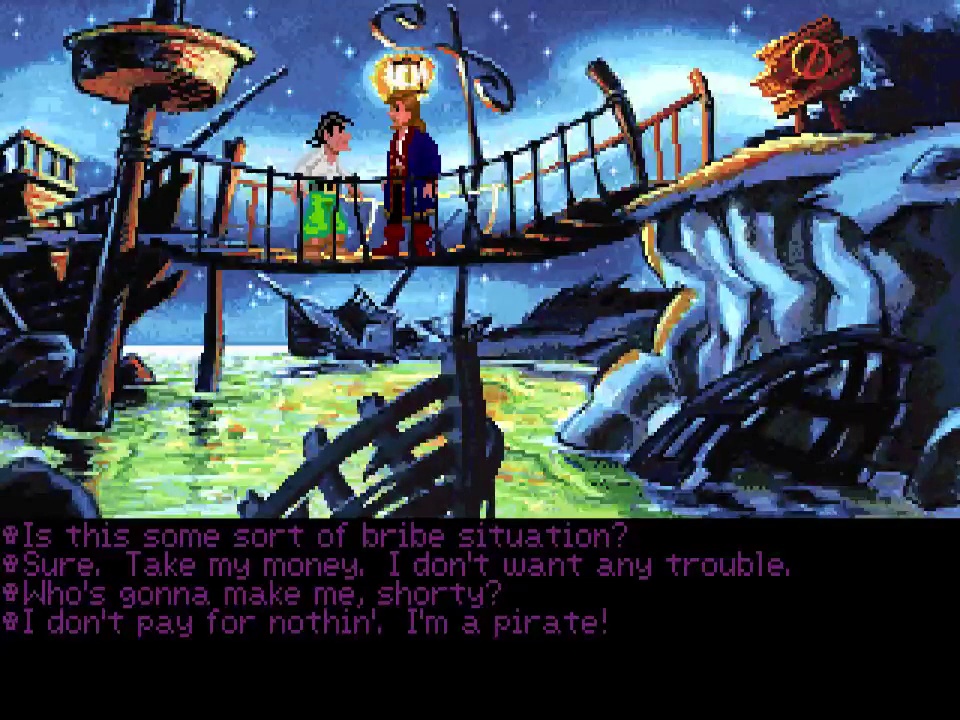 Is this some sort of bribe situation?
Sure. Take my money. I don't want any trouble.
Who's gonna make me, shorty?
I don't pay for nothin'. I'm a pirate!